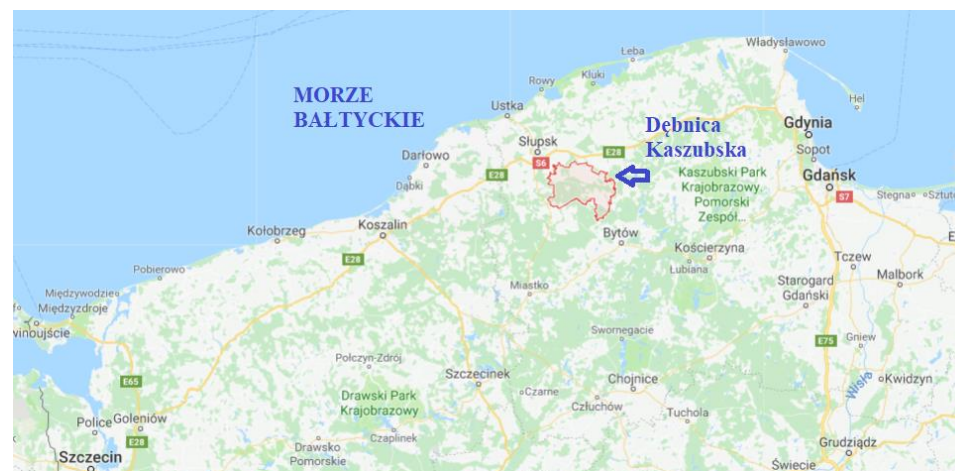 Władysławowo
Łeba
Rowy
Kluki
Hel
MORZE
BAŁTYCKIE
Ustka
Gdynia
Dębnica
Kaszubska
Słupsk
Sopot
E28
S6
Darłowo
Kaszubski Park
Krajobrazowy.
Pomorski
Zespół...
Gdańsk
E28
Dąbki
S7
Stegna
Sztuto
Kołobrzeg
Koszalin
Bytów
Kościerzyna
E
E28
Tczew
Pobierowo
Lubiana
Malbork
Starogard
Gdański
Międzywodzie
Międzyzdroje
Miastko
winoujście
Swornegacie
E75
Gniew
Połczyn-Zdrój
Szczecinek
Chojnice
Wisła
Kwidzyn
E65
Drawski Park
Krajobrazowy
Czarne
Człuchów
Tuchola
Police
Goleniów
E28
Czaplinek
Drawsko
Pomorskie
Grudziądz
Szczecin
Świecie